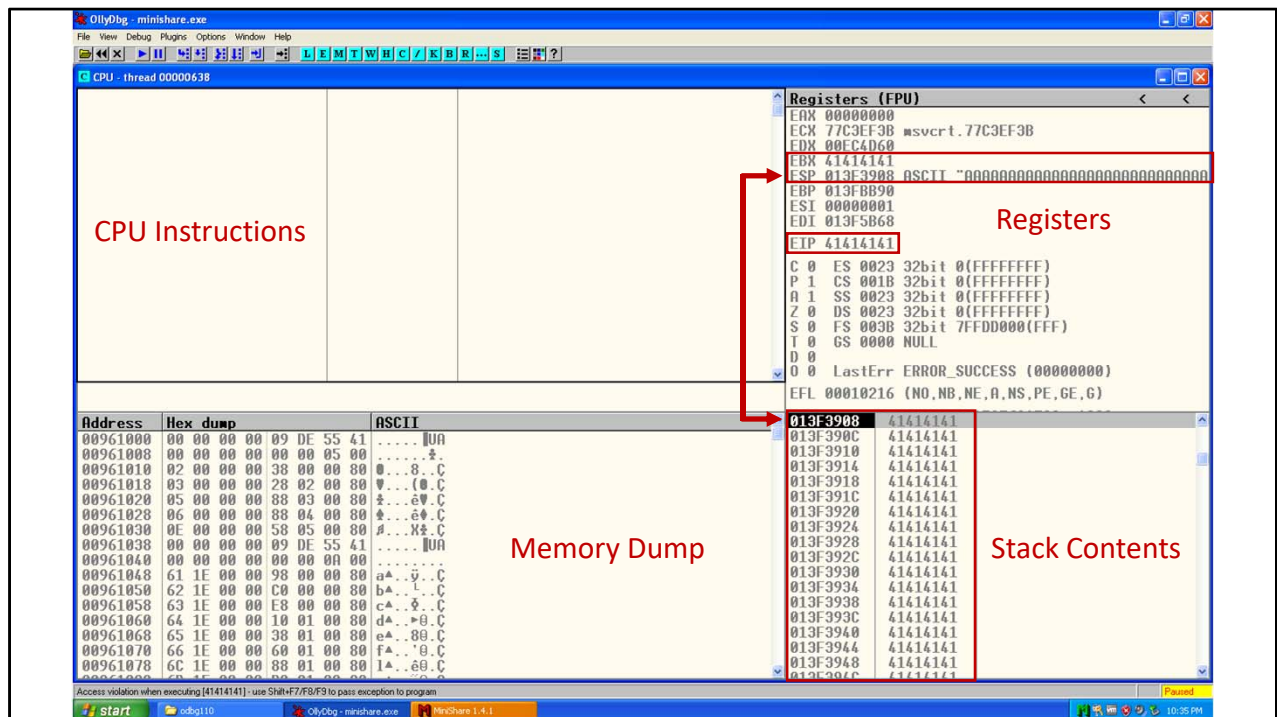 OllyDbg - minishare.exe
File View Debug Plugins Options Window Help
L E M T W H C / K B R ... S ?
C CPU - thread 00000638
CPU Instructions
Registers (FPU) < <
EAX 00000000
ECX 77C3EF3B msvcrt.77C3EF3B
EDX 00EC4D60
EBX 41414141
ESP 013F3908 ASCII "AAAAAAAAAAAAAAAAAAAAAAAAAAAAA
EBP 013FBB90
ESI 00000001
EDI 013F5B68
EIP 41414141
Registers
C 0 ES 0023 32bit 0(FFFFFFFF)
P 1 CS 001B 32bit 0(FFFFFFFF)
A 1 SS 0023 32bit 0(FFFFFFFF)
Z 0 DS 0023 32bit 0(FFFFFFFF)
S 0 FS 003B 32bit 7FFDD000(FFF)
T 0 GS 0000 NULL
D 0
O 0 LastErr ERROR_SUCCESS (00000000)
EFL 00010216 (NO,NB,NE,A,NS,PE,GE,G)
Address Hex dump ASCII
00961000 00 00 00 00 09 DE 55 41 ..... UA
00961008 00 00 00 00 00 00 05 00
00961010 02 00 00 00 38 00 00 80 ...8..Ç
00961018 03 00 00 00 28 02 00 80
00961020 05 00 00 00 88 03 00 80
00961028 06 00 00 00 88 04 00 80
00961030 0E 00 00 00 58 05 00 80
00961038 00 00 00 00 09 DE 55 41 ..... UA
00961040 00 00 00 00 00 00 0A 00 ........
00961048 61 1E 00 00 98 00 00 80
00961050 62 1E 00 00 C0 00 00 80
00961058 63 1E 00 00 E8 00 00 80
00961060 64 1E 00 00 10 01 00 80
00961068 65 1E 00 00 38 01 00 80
00961070 66 1E 00 00 60 01 00 80
00961078 6C 1E 00 00 88 01 00 80
Memory Dump
013F3908 41414141
013F390C 41414141
013F3910 41414141
013F3914 41414141
013F3918 41414141
013F391C 41414141
013F3920 41414141
013F3924 41414141
013F3928 41414141
013F392C 41414141
013F3930 41414141
013F3934 41414141
013F3938 41414141
013F393C 41414141
013F3940 41414141
013F3944 41414141
013F3948 41414141
013F394C 41414141
Stack Contents
Access violation when executing [41414141] - use Shift+F7/F8/F9 to pass exception to program Paused
start odbg110 OllyDbg - minishare.exe MiniShare 1.4.1 10:35 PM